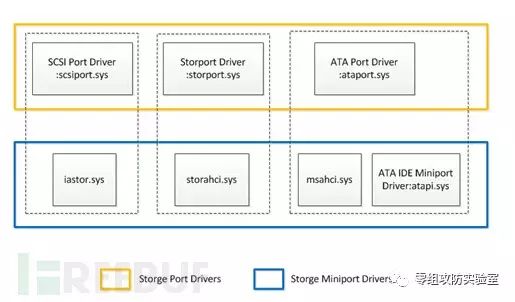 SCSI Port Driver
:scsiport.sys
Storport Driver
:storport.sys
ATA Port Driver
:ataport.sys
iastor.sys
storahci.sys
msahci.sys
ATA IDE Miniport
Driver:atapi.sys
FREEBUF
Storge Port Drivers
Storge Miniport Drivers
零组攻防实验室